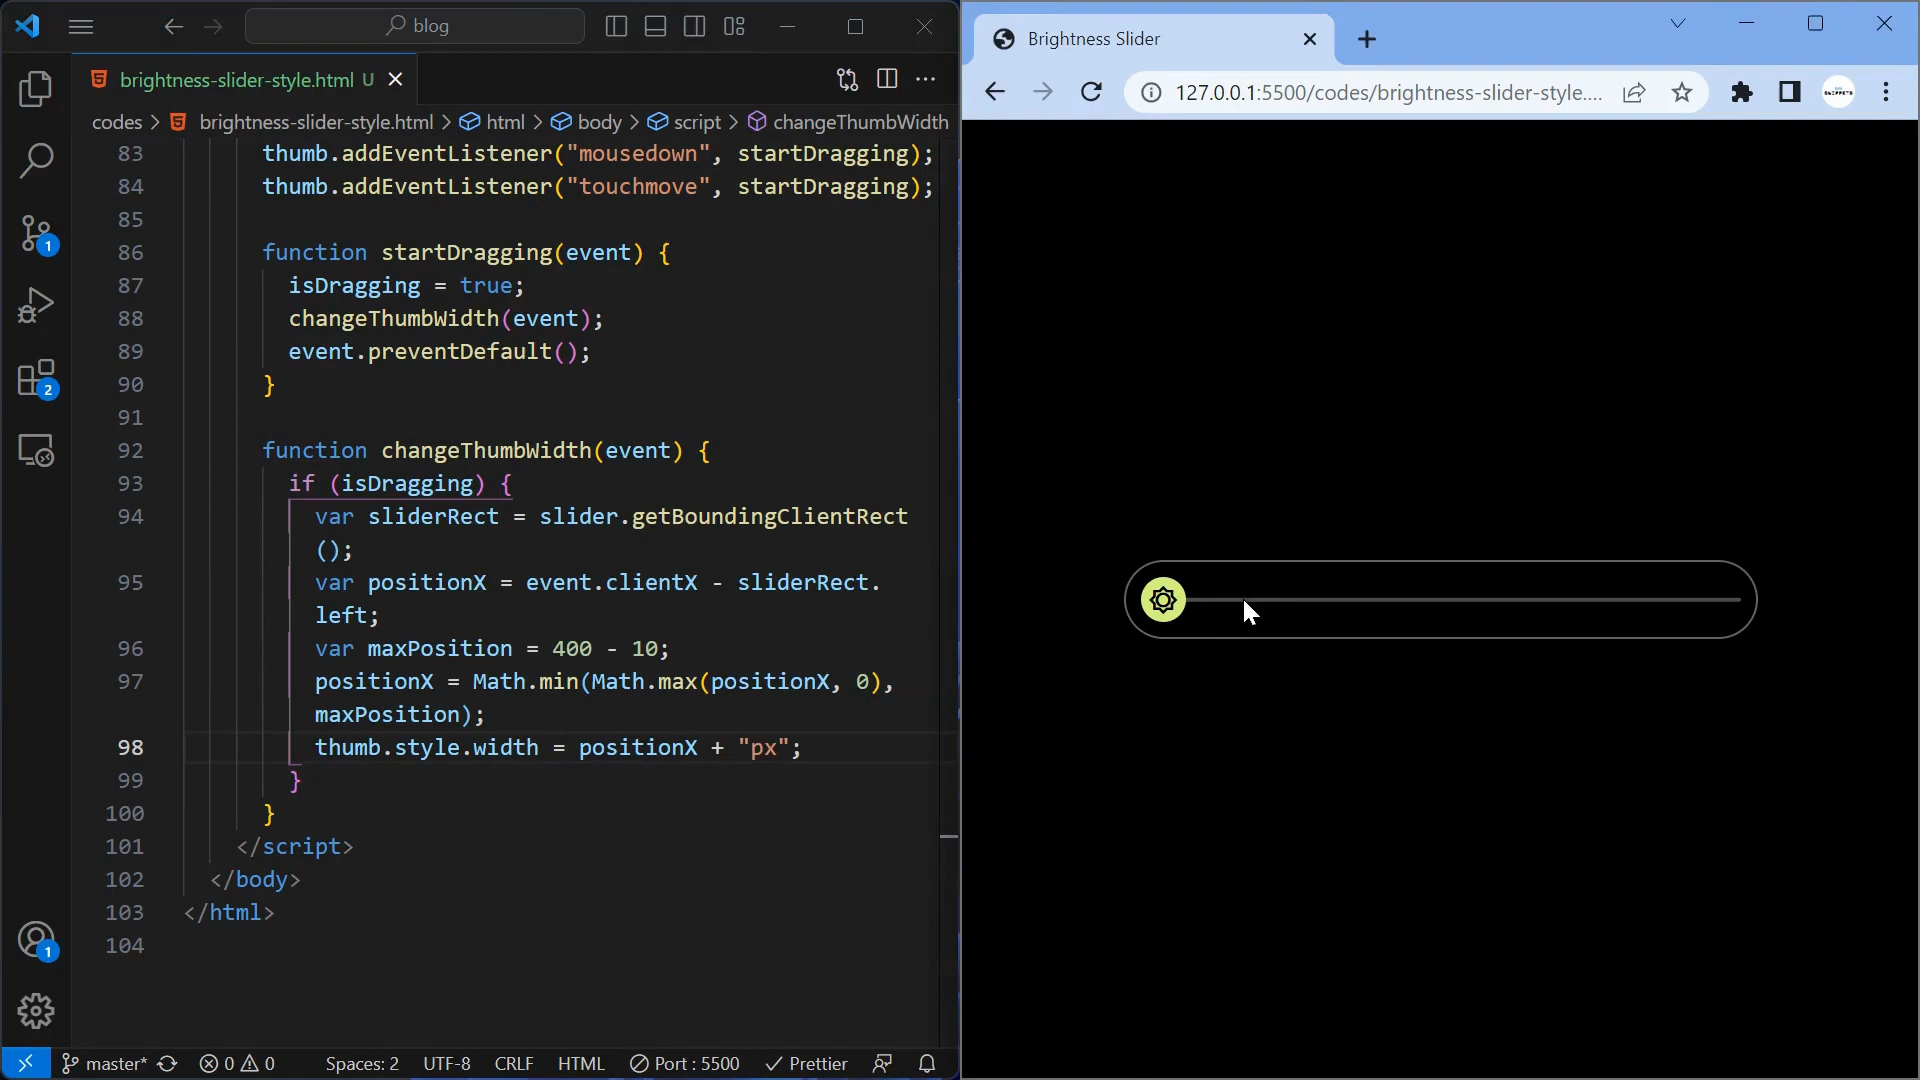 blog
brightness-slider-style.html U
codes > brightness-slider-style.html > html > body > script > changeThumbWidth
83 thumb.addEventListener("mousedown", startDragging);
84 thumb.addEventListener("touchmove", startDragging);
85
86 function startDragging(event) {
87 isDragging = true;
88 changeThumbWidth(event);
89 event.preventDefault();
90 }
91
92 function changeThumbWidth(event) {
93 if (isDragging) {
94 var sliderRect = slider.getBoundingClientRect
();
95 var positionX = event.clientX - sliderRect.
left;
96 var maxPosition = 400 - 10;
97 positionX = Math.min(Math.max(positionX, 0),
maxPosition);
98 thumb.style.width = positionX + "px";
99 }
100 }
101 </script>
102 </body>
103 </html>
104
1
2
1
master* 0 0 Spaces: 2 UTF-8 CRLF HTML Port : 5500 Prettier
Brightness Slider
127.0.0.1:5500/codes/brightness-slider-style....